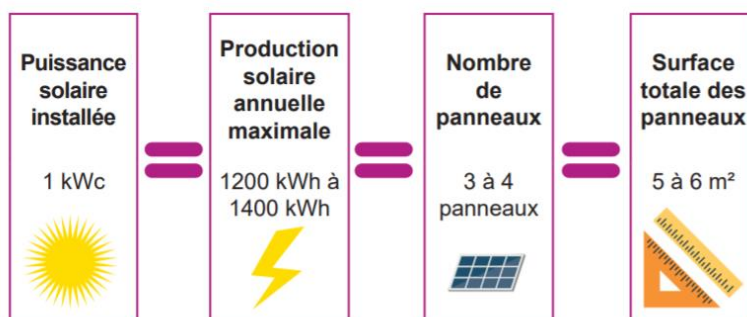 Puissance
solaire
installée
1 kWc
Production
solaire
annuelle
maximale
1200 kWh à
1400 kWh
Nombre
de
panneaux
3 à 4
panneaux
Surface
totale des
panneaux
5 à 6 m²